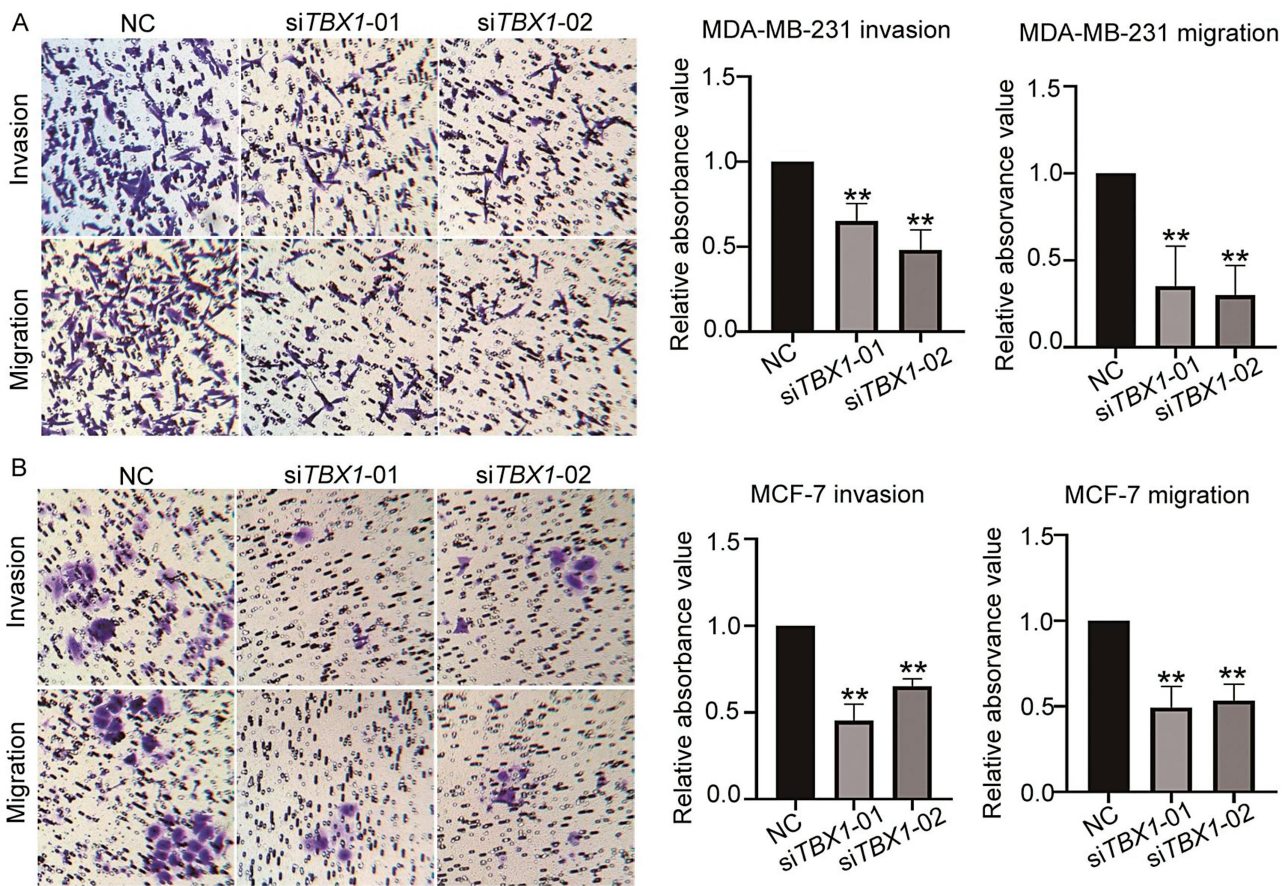 A
NC
siTBX1-01
siTBX1-02
Invasion
Migration
MDA-MB-231 invasion
Relative absorbance value
1.5
1.0
0.5
0.0
**
**
NC
siTBX1-01
siTBX1-02
MDA-MB-231 migration
Relative absorvance value
1.5
1.0
0.5
0.0
**
**
NC
siTBX1-01
siTBX1-02
B
NC
siTBX1-01
siTBX1-02
Invasion
Migration
MCF-7 invasion
Relative absorvance value
1.5
1.0
0.5
0.0
**
**
NC
siTBX1-01
siTBX1-02
MCF-7 migration
Relative absorvance value
1.5
1.0
0.5
0.0
**
**
NC
siTBX1-01
siTBX1-02